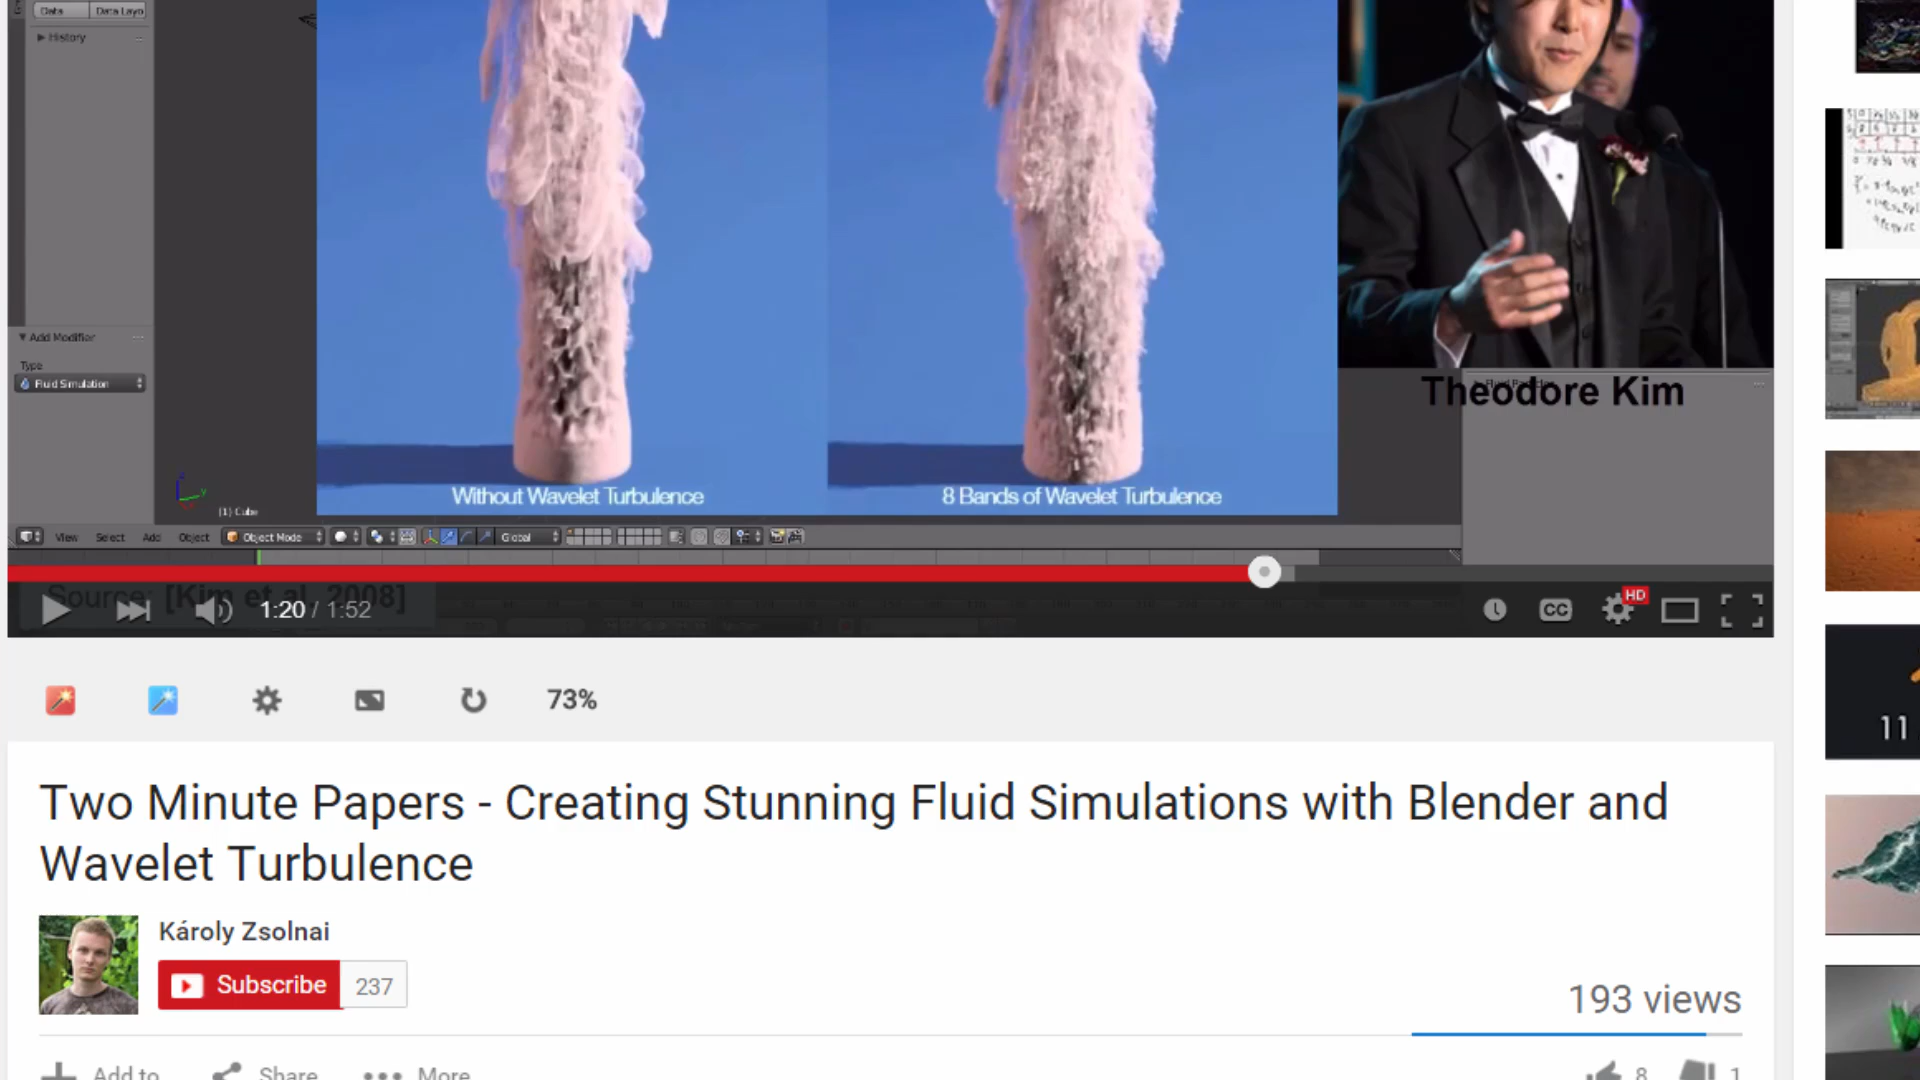 Data
Data Layo
History
Add Modifier
Type
Fluid Simulation
Without Wavelet Turbulence
8 Bands of Wavelet Turbulence
Theodore Kim
(1) Cube
View
Select
Add
Object
Object Mode
Global
Source: [Kim et al. 2008]
1:20 / 1:52
CC
HD
73%
11
Two Minute Papers - Creating Stunning Fluid Simulations with Blender and
Wavelet Turbulence
Károly Zsolnai
Subscribe
237
193 views
Add to
Share
More
8
1